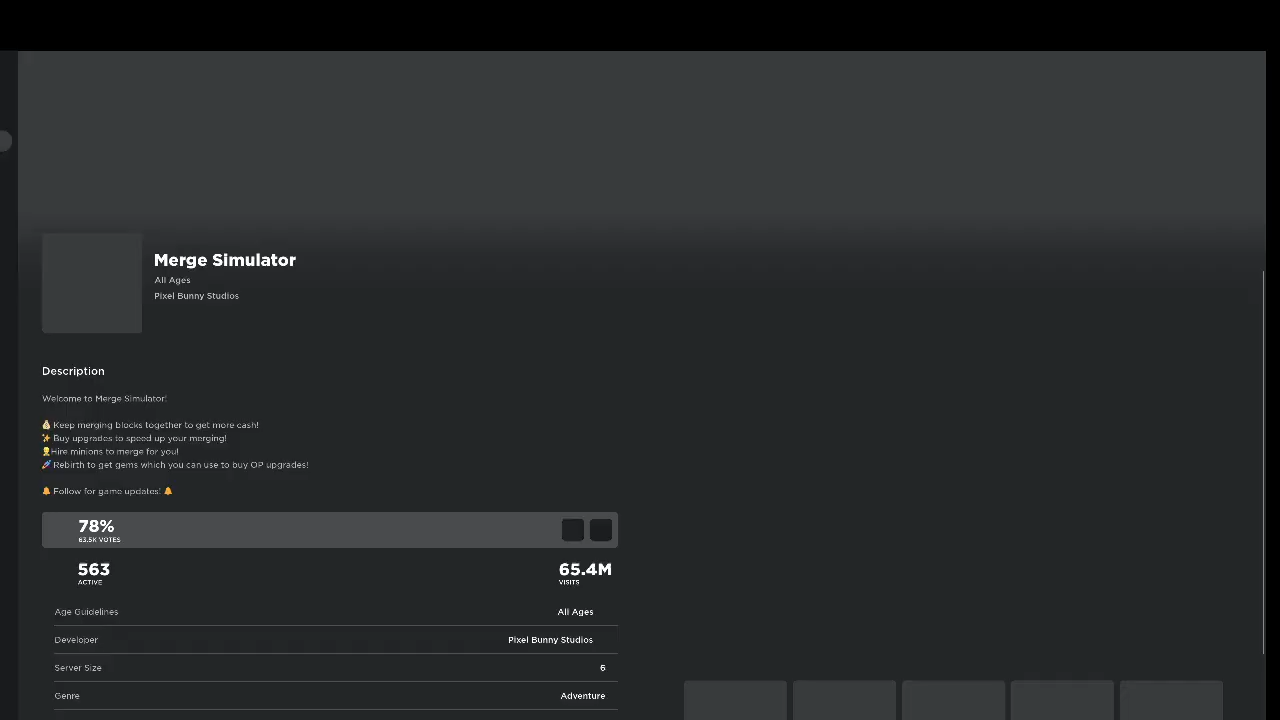 Merge Simulator
All Ages
Pixel Bunny Studios
Description
Welcome to Merge Simulator!
💰 Keep merging blocks together to get more cash!
✨ Buy upgrades to speed up your merging!
👷Hire minions to merge for you!
🚀 Rebirth to get gems which you can use to buy OP upgrades!
🔔 Follow for game updates! 🔔
78%
63.5K VOTES
563
ACTIVE
65.4M
VISITS
Age Guidelines All Ages
Developer Pixel Bunny Studios
Server Size 6
Genre Adventure